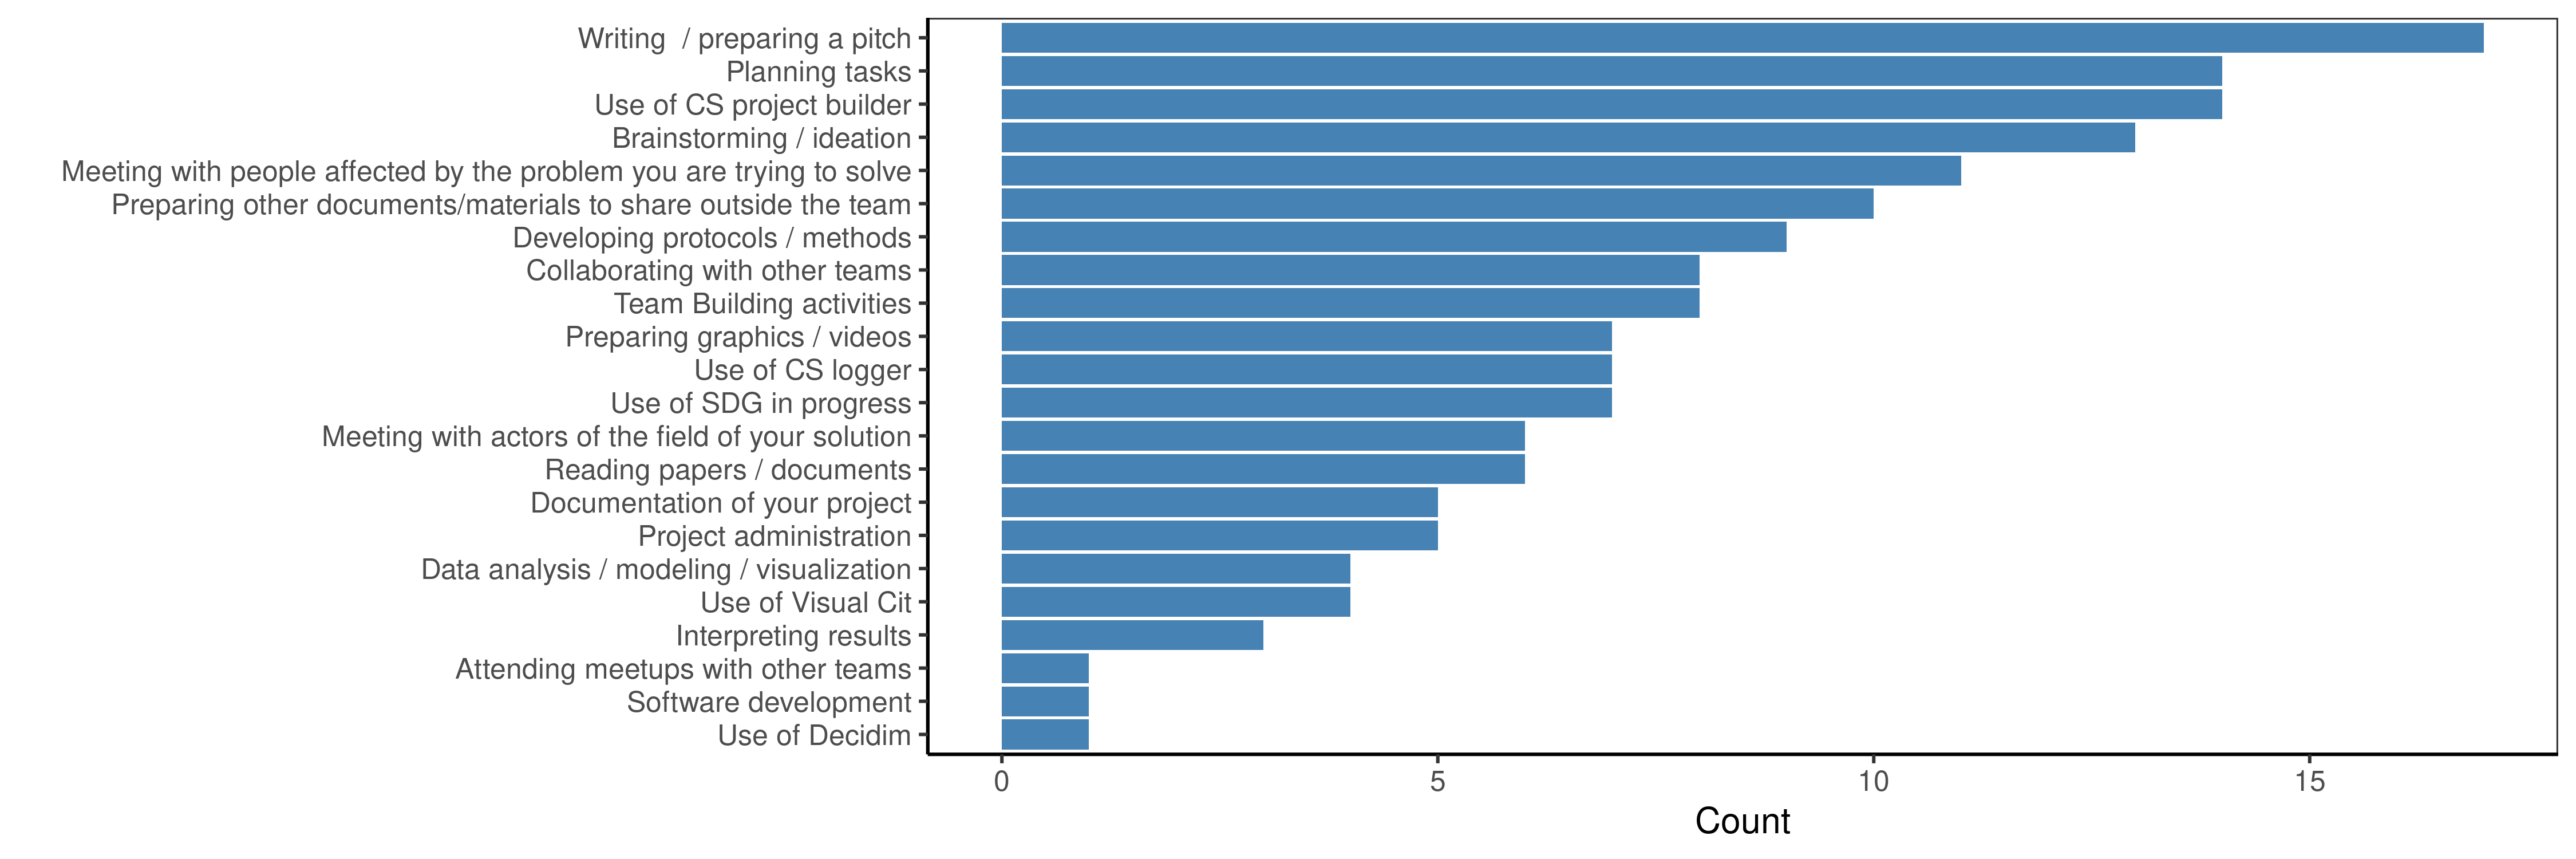 Writing  / preparing a pitch
Planning tasks
Use of CS project builder
Brainstorming / ideation
Meeting with people affected by the problem you are trying to solve
Preparing other documents/materials to share outside the team
Developing protocols / methods
Collaborating with other teams
Team Building activities
Preparing graphics / videos
Use of CS logger
Use of SDG in progress
Meeting with actors of the field of your solution
Reading papers / documents
Documentation of your project
Project administration
Data analysis / modeling / visualization
Use of Visual Cit
Interpreting results
Attending meetups with other teams
Software development
Use of Decidim
0 5 10 15
Count